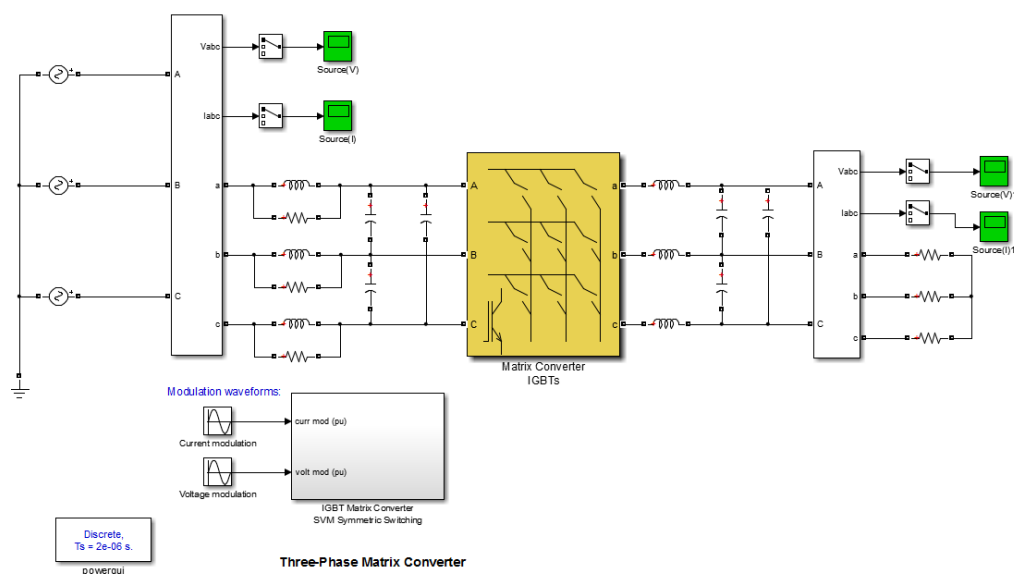 Vabc
Source(V)
A
Iabc
Source(I)
B
a
b
C
c
A
B
C
a
b
c
Matrix Converter
IGBTs
A
B
C
Vabc
Iabc
a
b
c
Source(V)1
Source(I)1
Modulation waveforms:
Current modulation
Voltage modulation
curr mod (pu)
volt mod (pu)
IGBT Matrix Converter
SVM Symmetric Switching
Discrete,
Ts = 2e-06 s.
powergui
Three-Phase Matrix Converter